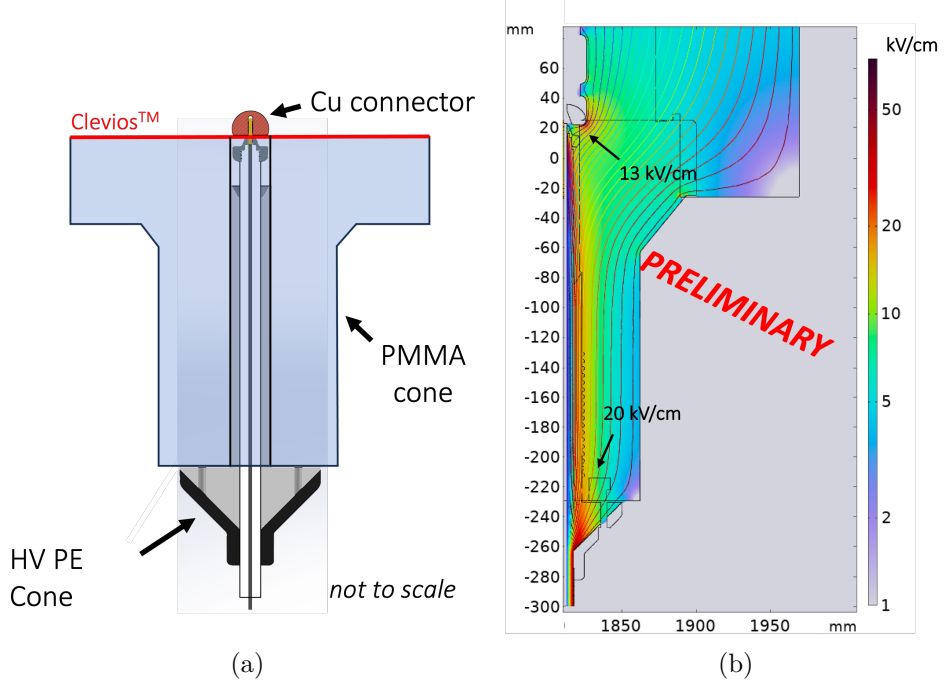 Cu connector
Clevios™
PMMA
cone
HV PE
Cone
not to scale
(a)
mm
kV/cm
60
40
20
0
-20
-40
-60
-80
-100
-120
-140
-160
-180
-200
-220
-240
-260
-280
-300
13 kV/cm
PRELIMINARY
20 kV/cm
1850
1900
1950
mm
50
20
10
5
2
1
(b)